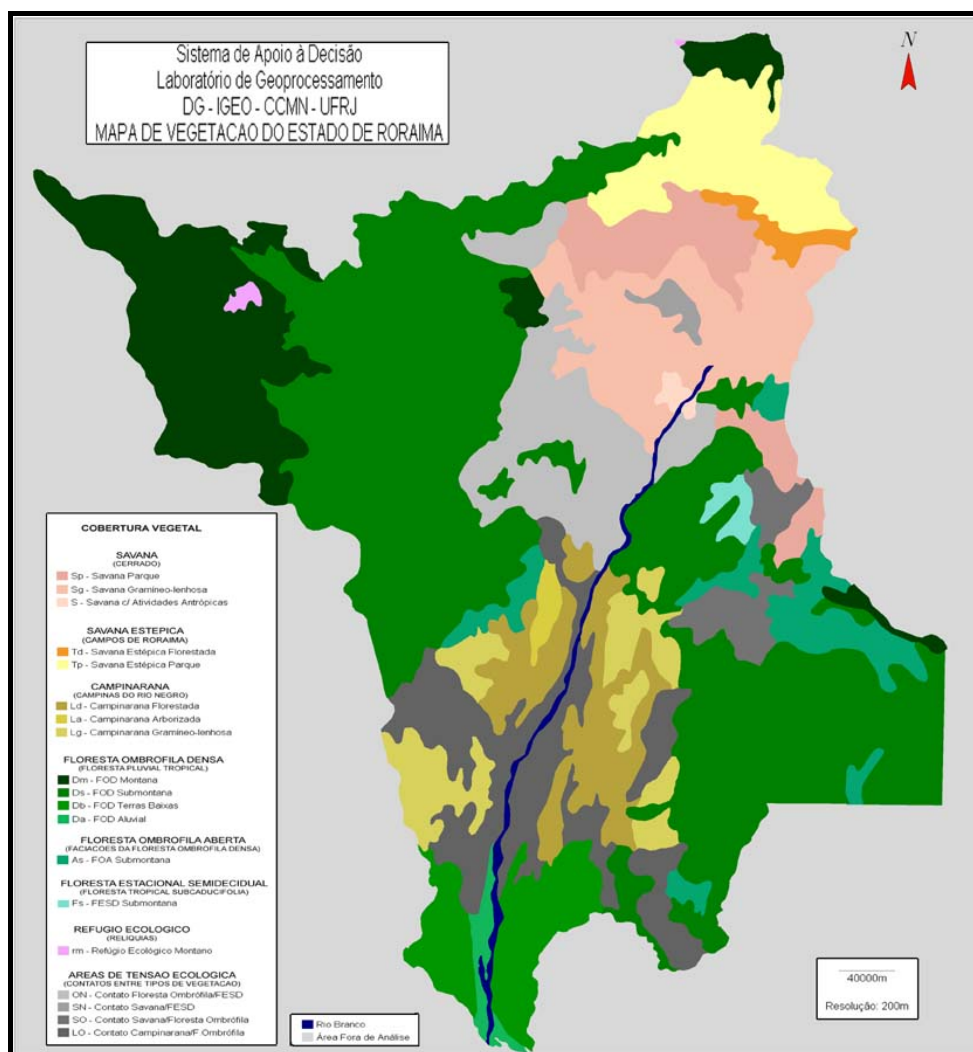 Sistema de Apoio à Decisão
Laboratório de Geoprocessamento
DG - IGEO - CCMN - UFRJ
MAPA DE VEGETACAO DO ESTADO DE RORAIMA
N
COBERTURA VEGETAL
SAVANA
(CERRADO)
Sp - Savana Parque
Sg - Savana Gramíneo-lenhosa
S - Savana c/ Atividades Antrópicas
SAVANA ESTEPICA
(CAMPOS DE RORAIMA)
Td - Savana Estépica Florestada
Tp - Savana Estépica Parque
CAMPINARANA
(CAMPINAS DO RIO NEGRO)
Ld - Campinarana Florestada
La - Campinarana Arborizada
Lg - Campinarana Gramíneo-lenhosa
FLORESTA OMBROFILA DENSA
(FLORESTA PLUVIAL TROPICAL)
Dm - FOD Montana
Ds - FOD Submontana
Db - FOD Terras Baixas
Da - FOD Aluvial
FLORESTA OMBROFILA ABERTA
(FACIACOES DA FLORESTA OMBROFILA DENSA)
As - FOA Submontana
FLORESTA ESTACIONAL SEMIDECIDUAL
(FLORESTA TROPICAL SUBCADUCIFOLIA)
Fs - FESD Submontana
REFUGIO ECOLOGICO
(RELIQUIAS)
rm - Refúgio Ecológico Montano
AREAS DE TENSAO ECOLOGICA
(CONTATOS ENTRE TIPOS DE VEGETACAO)
ON - Contato Floresta Ombrófila/FESD
SN - Contato Savana/FESD
SO - Contato Savana/Floresta Ombrófila
LO - Contato Campinarana/F Ombrófila
Rio Branco
Área Fora de Análise
40000m
Resolução: 200m